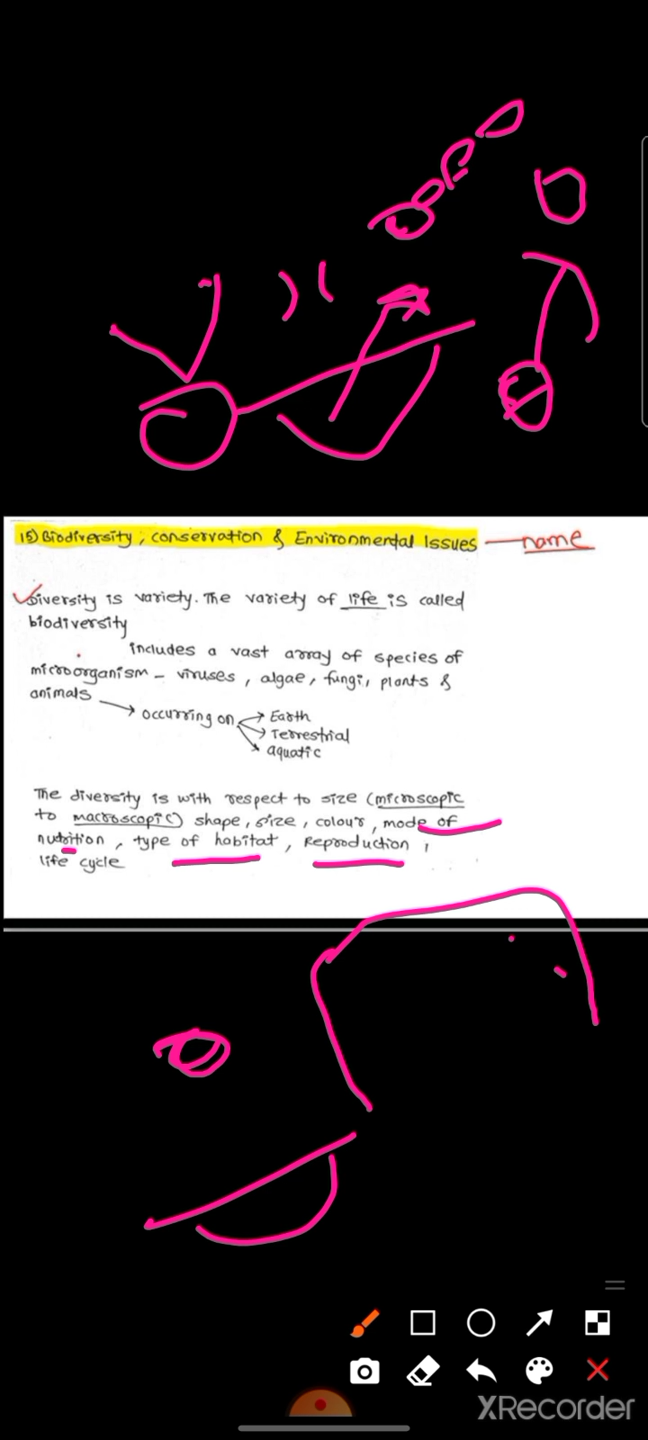 15) Biodiversity, conservation & Environmental Issues — name
Diversity is variety. The variety of life is called
biodiversity
includes a vast array of species of
microorganism - viruses, algae, fungi, plants &
animals
→ occurring on → Earth
→ Terrestrial
→ aquatic
The diversity is with respect to size (microscopic
to macroscopic) shape, size, colour, mode of
nutrition, type of habitat, Reproduction,
life cycle
XRecorder